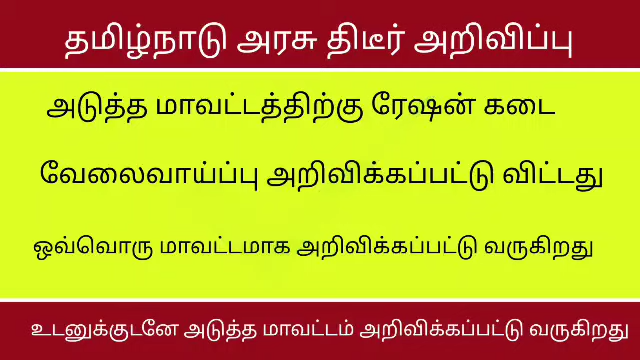 தமிழ்நாடு அரசு திடீர் அறிவிப்பு
அடுத்த மாவட்டத்திற்கு ரேஷன் கடை
வேலைவாய்ப்பு அறிவிக்கப்பட்டு விட்டது
ஒவ்வொரு மாவட்டமாக அறிவிக்கப்பட்டு வருகிறது
உடனுக்குடனே அடுத்த மாவட்டம் அறிவிக்கப்பட்டு வருகிறது